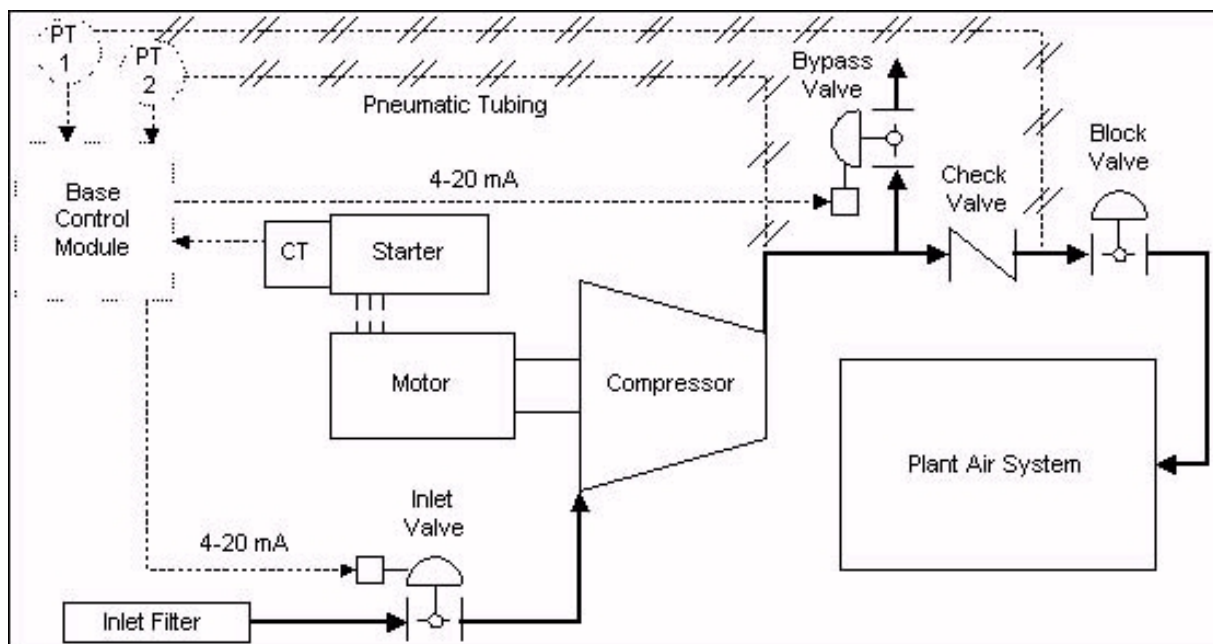 PT
1
PT
2
Bypass
Valve
Pneumatic Tubing
Block
Valve
Base
Control
Module
4-20 mA
Check
Valve
CT
Starter
Motor
Compressor
Plant Air System
Inlet
Valve
4-20 mA
Inlet Filter